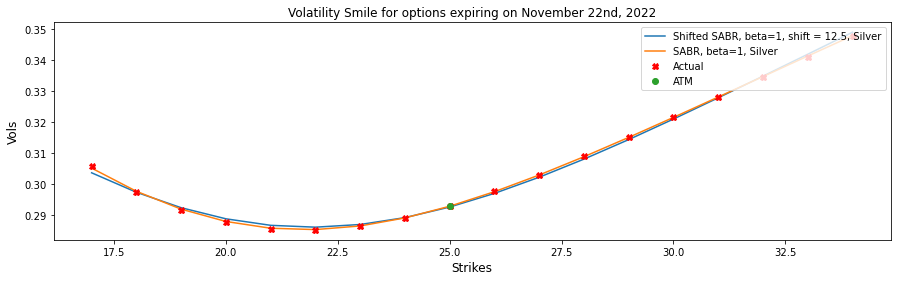 Volatility Smile for options expiring on November 22nd, 2022
Shifted SABR, beta=1, shift = 12.5, Silver
SABR, beta=1, Silver
Actual
ATM
Vols
0.35
0.34
0.33
0.32
0.31
0.30
0.29
17.5 20.0 22.5 25.0 27.5 30.0 32.5
Strikes